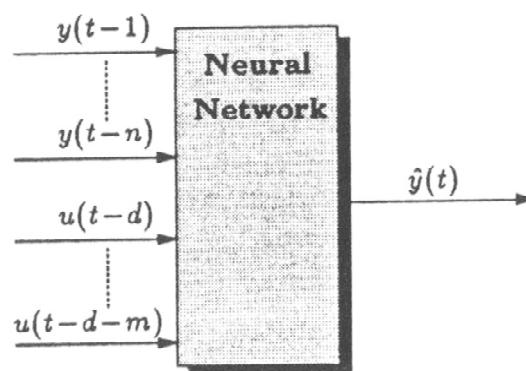 y(t−1)
y(t−n)
u(t−d)
u(t−d−m)
Neural
Network
ŷ(t)